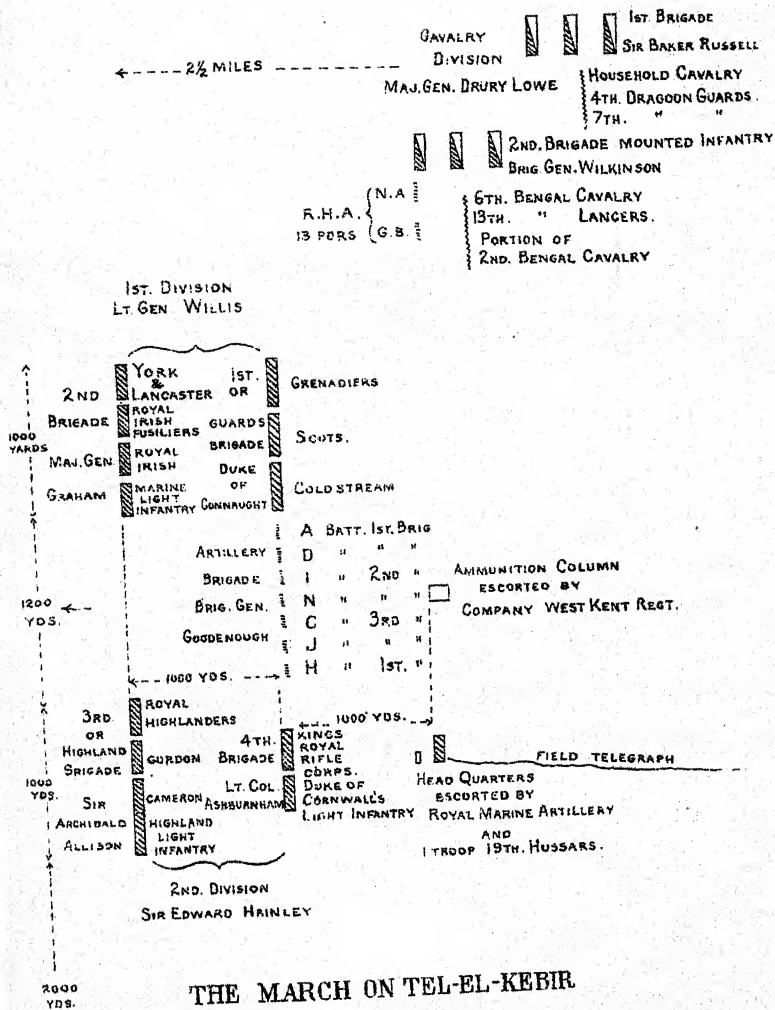 CAVALRY
DIVISION
MAJ. GEN. DRURY LOWE
1ST. BRIGADE
SIR BAKER RUSSELL
2½ MILES
HOUSEHOLD CAVALRY
4TH. DRAGOON GUARDS.
7TH. " "
2ND. BRIGADE MOUNTED INFANTRY
BRIG. GEN. WILKINSON
R.H.A.
13 PDRS
N.A
G.B.
6TH. BENGAL CAVALRY
13TH. " LANCERS.
PORTION OF
2ND. BENGAL CAVALRY
1ST. DIVISION
LT. GEN WILLIS
2ND
BRIGADE
MAJ. GEN.
GRAHAM
YORK
&
LANCASTER
ROYAL
IRISH
FUSILIERS
ROYAL
IRISH
MARINE
LIGHT
INFANTRY
1ST.
OR
GUARDS
BRIGADE
DUKE
OF
CONNAUGHT
GRENADIERS
SCOTS.
COLDSTREAM
1000
YARDS
ARTILLERY
BRIGADE
BRIG. GEN.
GOODENOUGH
A BATT. 1ST. BRIG
D " " "
I " 2ND "
N " " "
C " 3RD "
J " " "
H " 1ST. "
AMMUNITION COLUMN
ESCORTED BY
COMPANY WEST KENT REGT.
1200
YDS.
1000 YDS.
1000 YDS.
3RD
OR
HIGHLAND
BRIGADE
SIR
ARCHIBALD
ALLISON
ROYAL
HIGHLANDERS
GORDON
CAMERON
HIGHLAND
LIGHT
INFANTRY
4TH.
BRIGADE
LT. COL.
ASHBURNHAM
KINGS
ROYAL
RIFLE
CORPS.
DUKE OF
CORNWALL'S
LIGHT INFANTRY
FIELD TELEGRAPH
HEAD QUARTERS
ESCORTED BY
ROYAL MARINE ARTILLERY
AND
1 TROOP 19TH. HUSSARS.
1000
YDS.
2ND. DIVISION
SIR EDWARD HAINLEY
2000
YDS.
THE MARCH ON TEL-EL-KEBIR